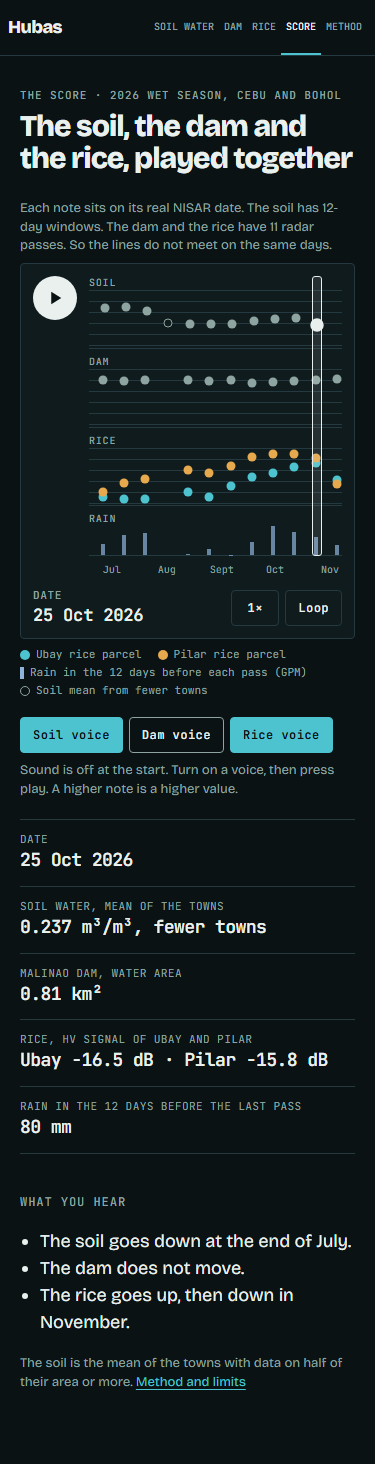 Hubas
SOIL WATER DAM RICE SCORE METHOD
THE SCORE · 2026 WET SEASON, CEBU AND BOHOL
The soil, the dam and
the rice, played together
Each note sits on its real NISAR date. The soil has 12-
day windows. The dam and the rice have 11 radar
passes. So the lines do not meet on the same days.
SOIL
DAM
RICE
RAIN
Jul Aug Sept Oct Nov
DATE
25 Oct 2026
1× Loop
Ubay rice parcel Pilar rice parcel
Rain in the 12 days before each pass (GPM)
Soil mean from fewer towns
Soil voice Dam voice Rice voice
Sound is off at the start. Turn on a voice, then press
play. A higher note is a higher value.
DATE
25 Oct 2026
SOIL WATER, MEAN OF THE TOWNS
0.237 m³/m³, fewer towns
MALINAO DAM, WATER AREA
0.81 km²
RICE, HV SIGNAL OF UBAY AND PILAR
Ubay -16.5 dB · Pilar -15.8 dB
RAIN IN THE 12 DAYS BEFORE THE LAST PASS
80 mm
WHAT YOU HEAR
• The soil goes down at the end of July.
• The dam does not move.
• The rice goes up, then down in
November.
The soil is the mean of the towns with data on half of
their area or more. Method and limits